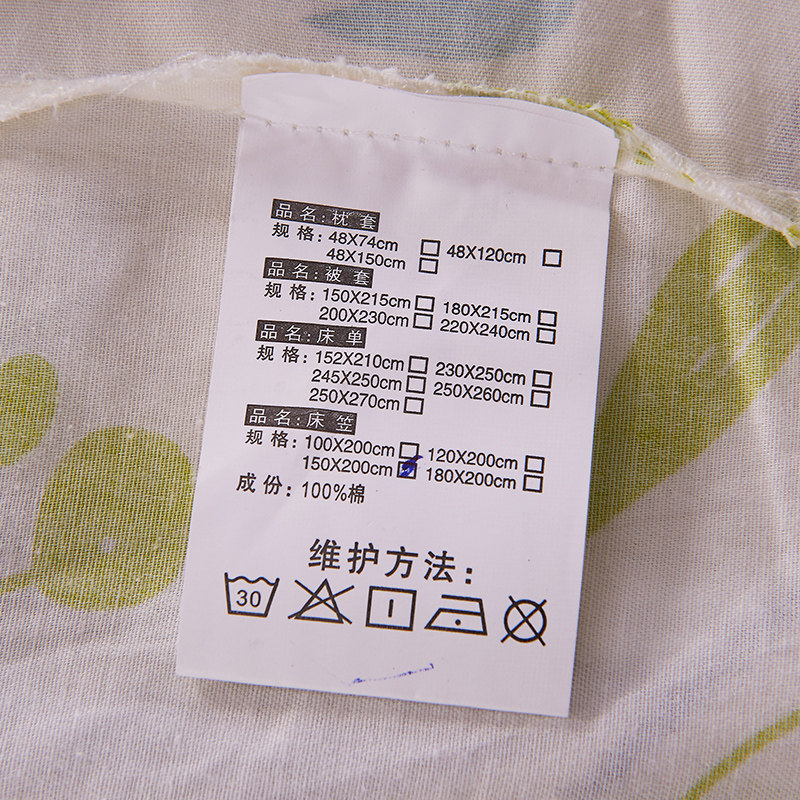 品名:枕套
规格:48X74cm □ 48X120cm □
48X150cm □
品名:被套
规格:150X215cm □ 180X215cm □
200X230cm □ 220X240cm □
品名:床单
规格:152X210cm □ 230X250cm □
245X250cm □ 250X260cm □
250X270cm □
品名:床笠
规格:100X200cm □ 120X200cm □
150X200cm ☑ 180X200cm □
成份:100%棉
维护方法:
30